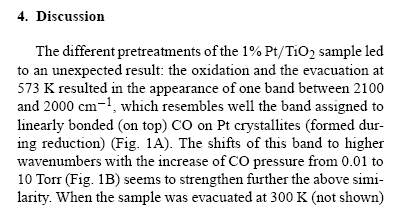 4. Discussion
The different pretreatments of the 1% Pt/TiO₂ sample led
to an unexpected result: the oxidation and the evacuation at
573 K resulted in the appearance of one band between 2100
and 2000 cm⁻¹, which resembles well the band assigned to
linearly bonded (on top) CO on Pt crystallites (formed dur-
ing reduction) (Fig. 1A). The shifts of this band to higher
wavenumbers with the increase of CO pressure from 0.01 to
10 Torr (Fig. 1B) seems to strengthen further the above simi-
larity. When the sample was evacuated at 300 K (not shown)